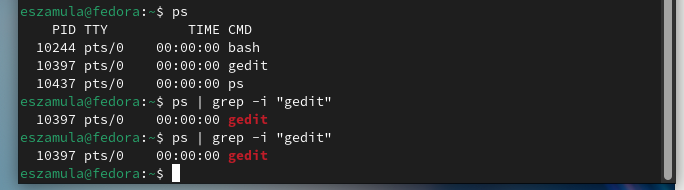 eszamula@fedora:~$ ps
    PID TTY          TIME CMD
  10244 pts/0    00:00:00 bash
  10397 pts/0    00:00:00 gedit
  10437 pts/0    00:00:00 ps
eszamula@fedora:~$ ps | grep -i "gedit"
  10397 pts/0    00:00:00 gedit
eszamula@fedora:~$ ps | grep -i "gedit"
  10397 pts/0    00:00:00 gedit
eszamula@fedora:~$